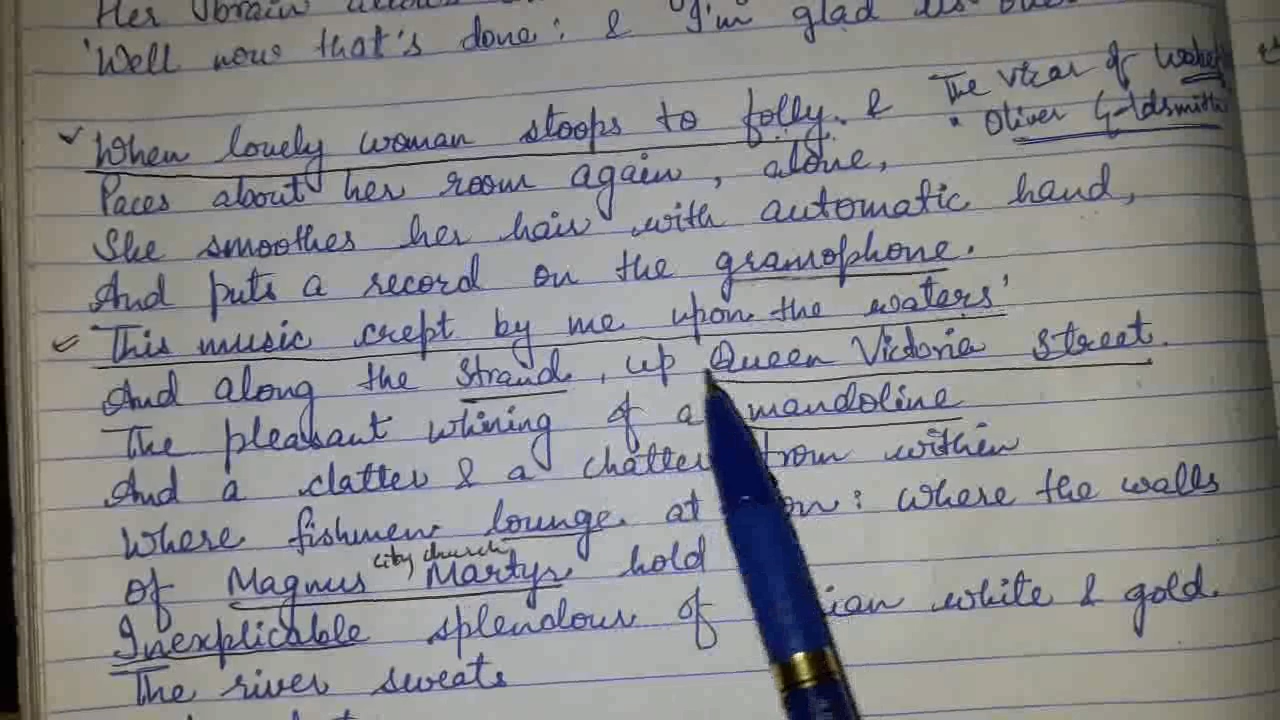 Her brain
'Well now that's done: & I'm glad its over
When lovely woman stoops to folly & The Vicar of
• Oliver Goldsmith
Paces about her room again, alone,
She smoothes her hair with automatic hand,
And puts a record on the gramophone.
This music crept by me upon the waters'
And along the Strand, up Queen Victoria Street.
The pleasant whining of a mandoline
And a clatter & a chatter from within
Where fishmen lounge at : where the walls
city church
of Magnus Martyr hold
Inexplicable splendour of white & gold.
The river sweats